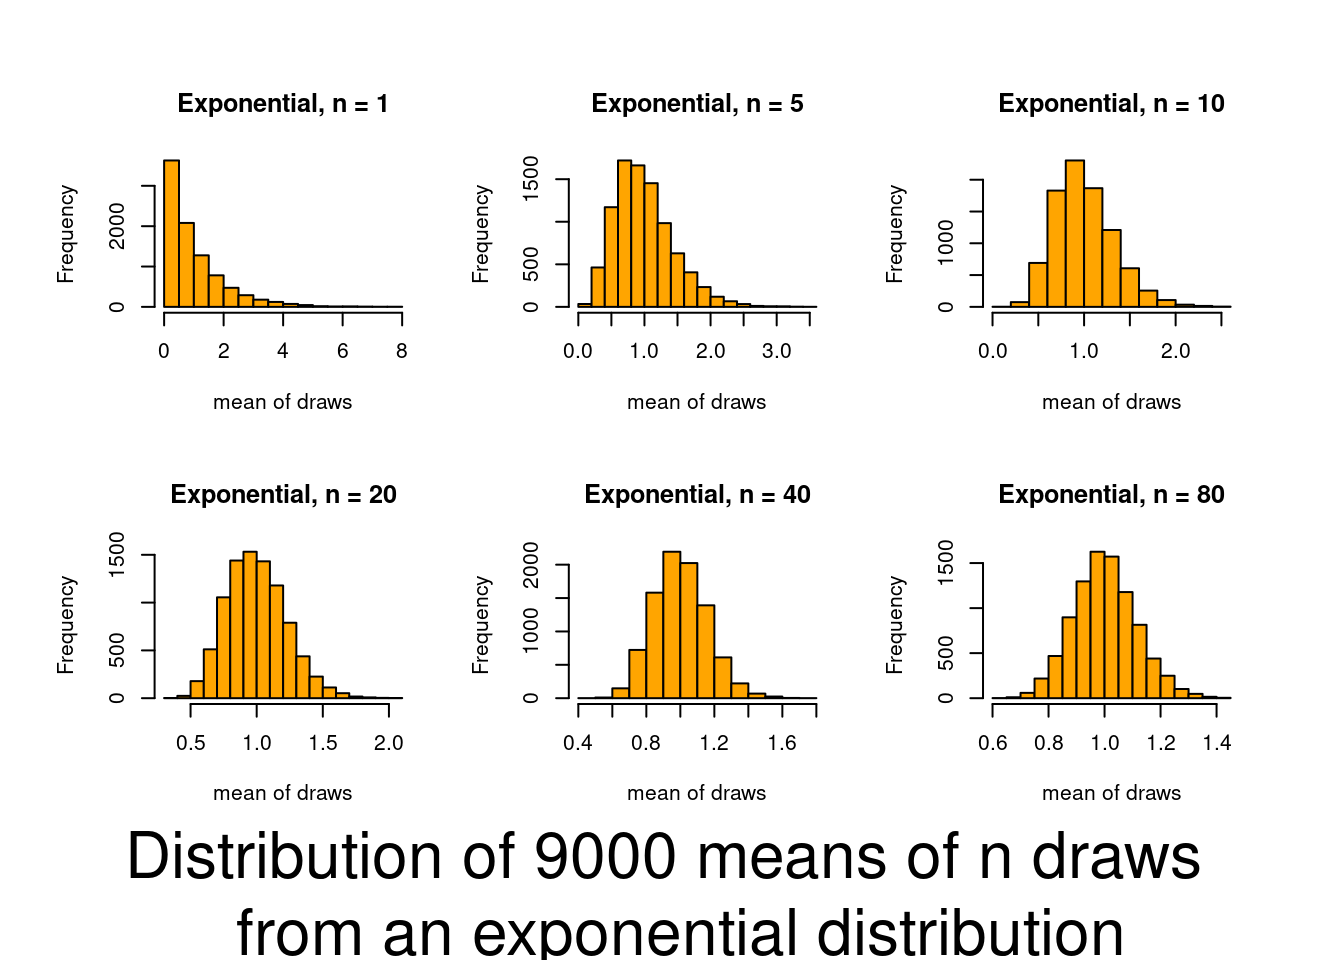 Exponential, n = 1
Exponential, n = 5
Exponential, n = 10
Frequency
0 2000
0 2 4 6 8
mean of draws
Frequency
0 500 1500
0.0 1.0 2.0 3.0
mean of draws
Frequency
0 1000
0.0 1.0 2.0
mean of draws
Exponential, n = 20
Exponential, n = 40
Exponential, n = 80
Frequency
0 500 1500
0.5 1.0 1.5 2.0
mean of draws
Frequency
0 1000 2000
0.4 0.8 1.2 1.6
mean of draws
Frequency
0 500 1500
0.6 0.8 1.0 1.2 1.4
mean of draws
Distribution of 9000 means of n draws
from an exponential distribution